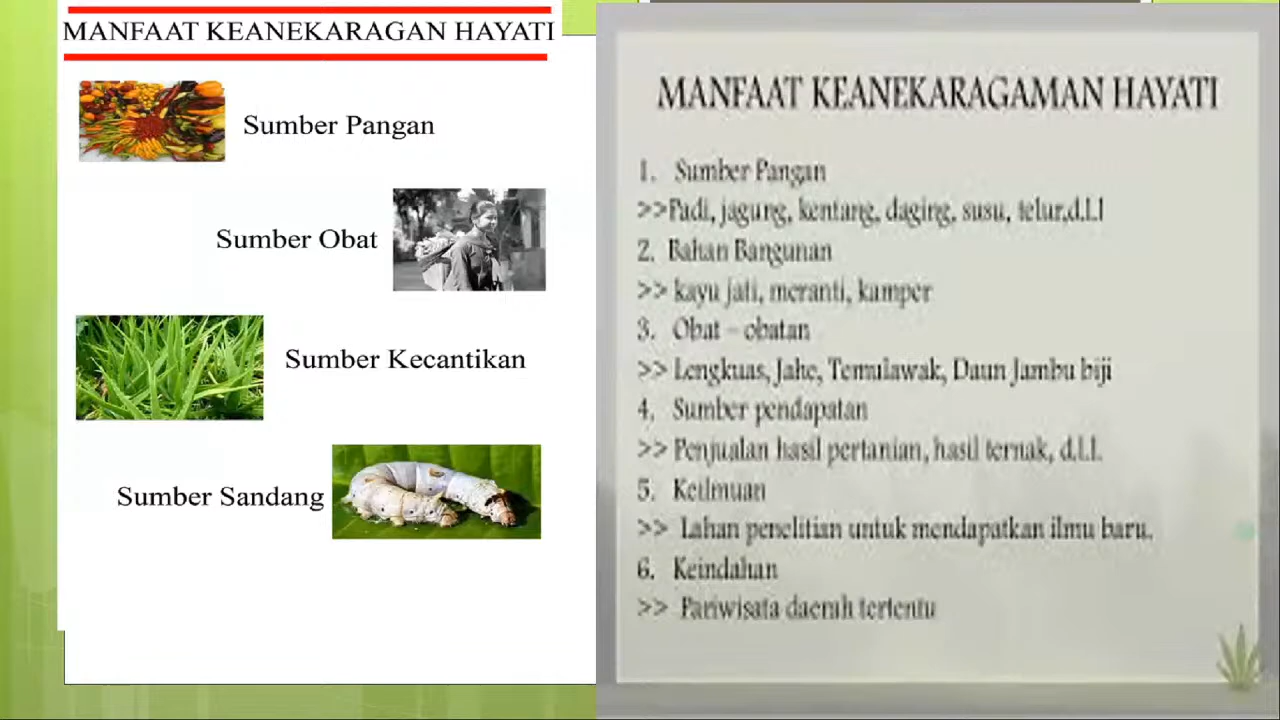 MANFAAT KEANEKARAGAN HAYATI
Sumber Pangan
Sumber Obat
Sumber Kecantikan
Sumber Sandang
MANFAAT KEANEKARAGAMAN HAYATI
1. Sumber Pangan
>>Padi, jagung, kentang, daging, susu, telur,d.l.l
2. Bahan Bangunan
>> kayu jati, meranti, kamper
3. Obat – obatan
>> Lengkuas, Jahe, Temulawak, Daun Jambu biji
4. Sumber pendapatan
>> Penjualan hasil pertanian, hasil ternak, d.l.l.
5. Keilmuan
>> Lahan penelitian untuk mendapatkan ilmu baru.
6. Keindahan
>> Pariwisata daerah tertentu